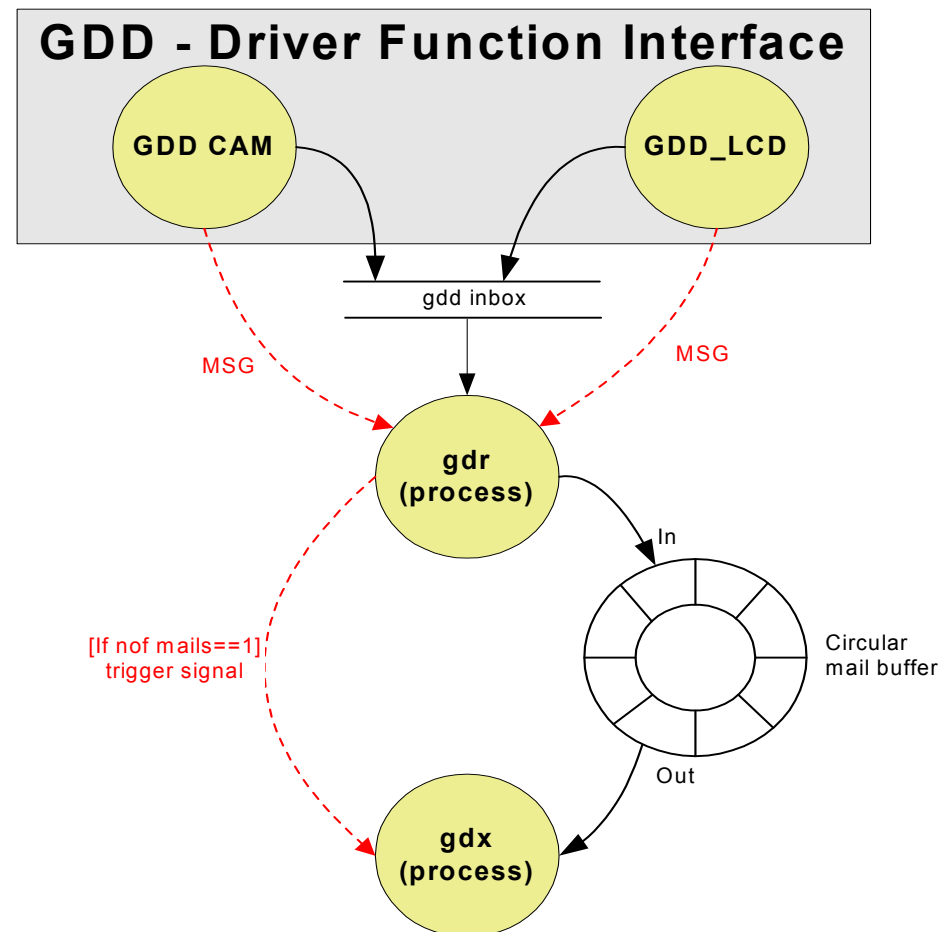 GDD - Driver Function Interface
GDD CAM
GDD_LCD
gdd inbox
MSG
MSG
gdr
(process)
In
[If nof mails==1]
trigger signal
Circular
mail buffer
Out
gdx
(process)